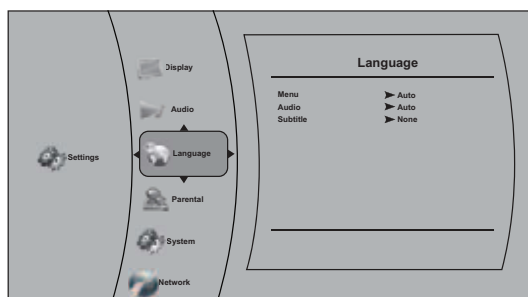 Settings
Display
Audio
Language
Parental
System
Network
Language
Menu ➤ Auto
Audio ➤ Auto
Subtitle ➤ None